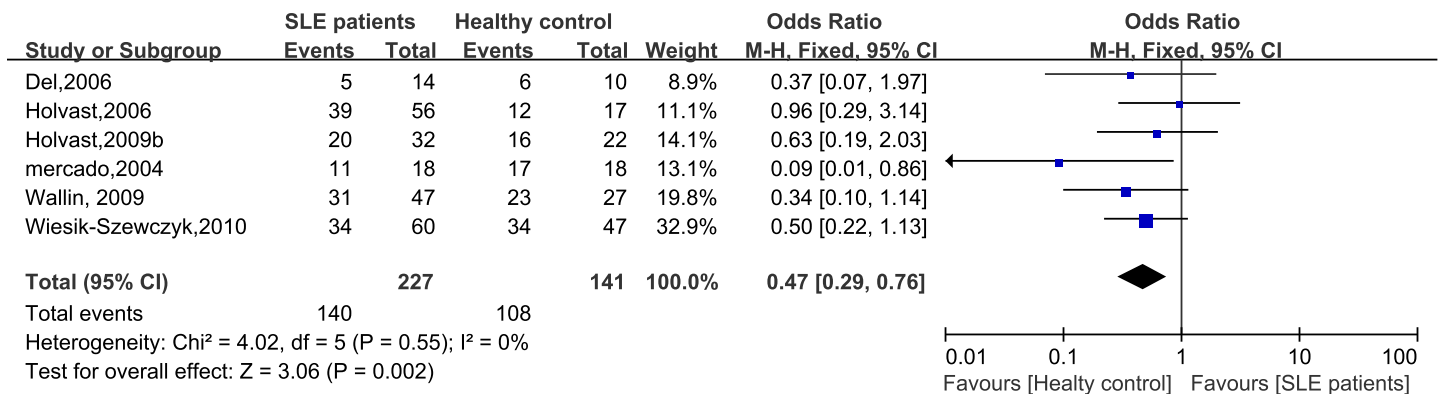 SLE patients Healthy control Odds Ratio Odds Ratio
Study or Subgroup Events Total Events Total Weight M-H, Fixed, 95% CI M-H, Fixed, 95% CI
Del,2006 5 14 6 10 8.9% 0.37 [0.07, 1.97]
Holvast,2006 39 56 12 17 11.1% 0.96 [0.29, 3.14]
Holvast,2009b 20 32 16 22 14.1% 0.63 [0.19, 2.03]
mercado,2004 11 18 17 18 13.1% 0.09 [0.01, 0.86]
Wallin, 2009 31 47 23 27 19.8% 0.34 [0.10, 1.14]
Wiesik-Szewczyk,2010 34 60 34 47 32.9% 0.50 [0.22, 1.13]
Total (95% CI) 227 141 100.0% 0.47 [0.29, 0.76]
Total events 140 108
Heterogeneity: Chi² = 4.02, df = 5 (P = 0.55); I² = 0%
Test for overall effect: Z = 3.06 (P = 0.002)
0.01 0.1 1 10 100
Favours [Healty control] Favours [SLE patients]